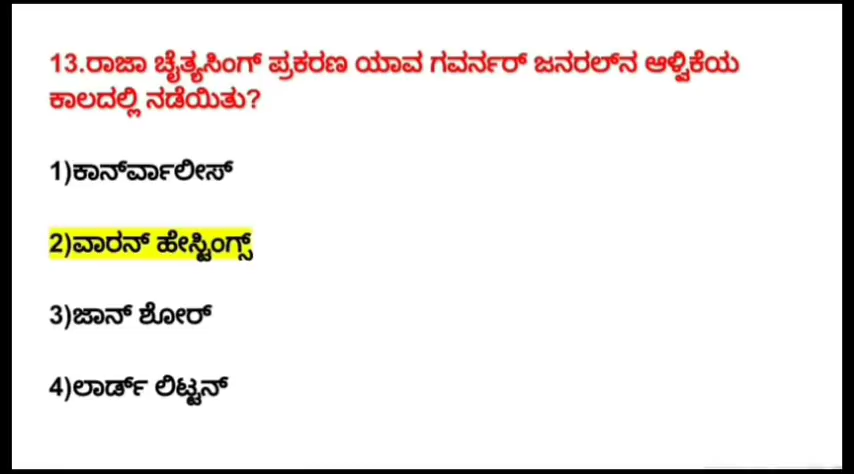 13.ರಾಜಾ ಚೈತ್ಯಸಿಂಗ್ ಪ್ರಕರಣ ಯಾವ ಗವರ್ನರ್ ಜನರಲ್‌ನ ಆಳ್ವಿಕೆಯ
ಕಾಲದಲ್ಲಿ ನಡೆಯಿತು?
1)ಕಾರ್ನ್‌ವಾಲೀಸ್
2)ವಾರನ್ ಹೇಸ್ಟಿಂಗ್ಸ್
3)ಜಾನ್ ಶೋರ್
4)ಲಾರ್ಡ್ ಲಿಟ್ಟನ್